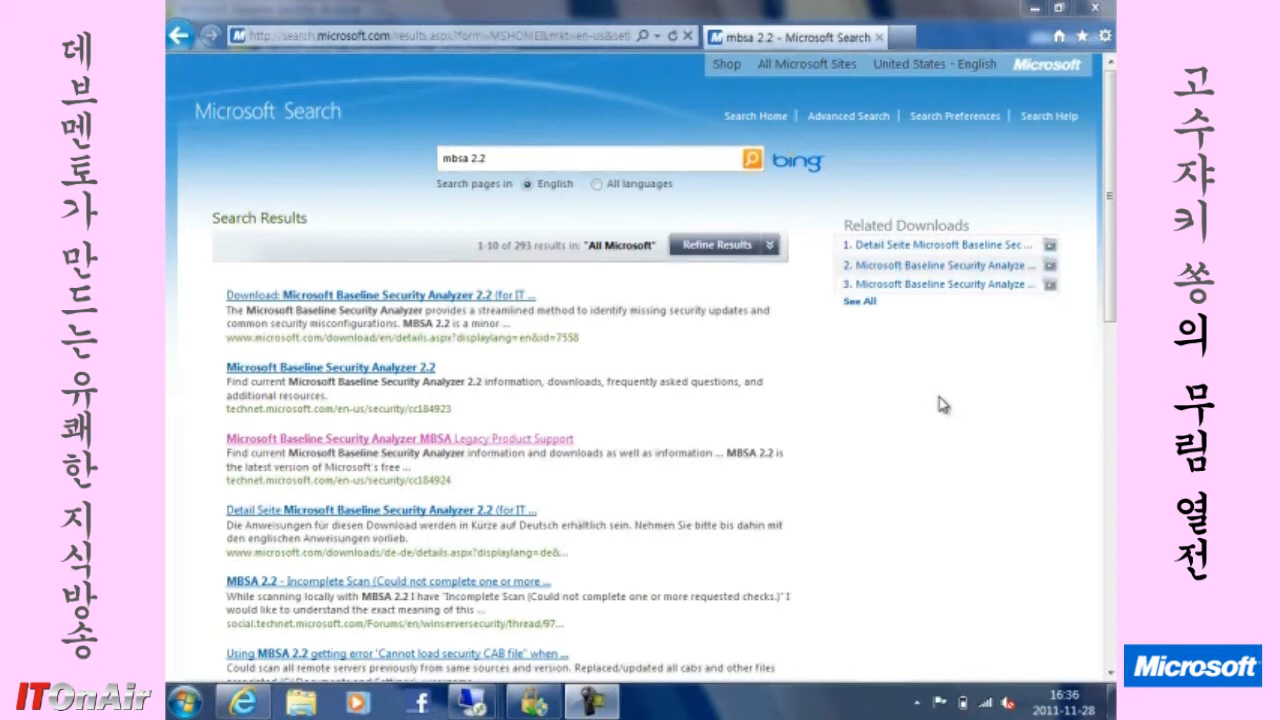 데브멘토가 만드는 유쾌한 지식방송
ITOnAir
http://search.microsoft.com/results.aspx?form=MSHOME&mkt=en-us&seti
mbsa 2.2 - Microsoft Search
Shop All Microsoft Sites United States - English Microsoft
Microsoft Search
Search Home | Advanced Search | Search Preferences | Search Help
mbsa 2.2
bing
Search pages in English All languages
Search Results
1-10 of 293 results in: "All Microsoft" Refine Results
Download: Microsoft Baseline Security Analyzer 2.2 (for IT ...
The Microsoft Baseline Security Analyzer provides a streamlined method to identify missing security updates and
common security misconfigurations. MBSA 2.2 is a minor ...
www.microsoft.com/download/en/details.aspx?displaylang=en&id=7558
Microsoft Baseline Security Analyzer 2.2
Find current Microsoft Baseline Security Analyzer 2.2 information, downloads, frequently asked questions, and
additional resources.
technet.microsoft.com/en-us/security/cc184923
Microsoft Baseline Security Analyzer MBSA Legacy Product Support
Find current Microsoft Baseline Security Analyzer information and downloads as well as information ... MBSA 2.2 is
the latest version of Microsoft's free ...
technet.microsoft.com/en-us/security/cc184924
Detail Seite Microsoft Baseline Security Analyzer 2.2 (for IT ...
Die Anweisungen für diesen Download werden in Kürze auf Deutsch erhältlich sein. Nehmen Sie bitte bis dahin mit
den englischen Anweisungen vorlieb.
www.microsoft.com/downloads/de-de/details.aspx?displaylang=de&...
MBSA 2.2 - Incomplete Scan (Could not complete one or more ...
While scanning locally with MBSA 2.2 I have "Incomplete Scan (Could not complete one or more requested checks.)" I
would like to understand the exact meaning of this ...
social.technet.microsoft.com/Forums/en/winserversecurity/thread/97...
Using MBSA 2.2 getting error 'Cannot load security CAB file" when ...
Could scan all remote servers previously from same sources and version. Replaced/updated all cabs and other files
Related Downloads
1. Detail Seite Microsoft Baseline Sec ...
2. Microsoft Baseline Security Analyze ...
3. Microsoft Baseline Security Analyze ...
See All
16:36
2011-11-28
고수쟈키 쏭의 무림 열전
Microsoft